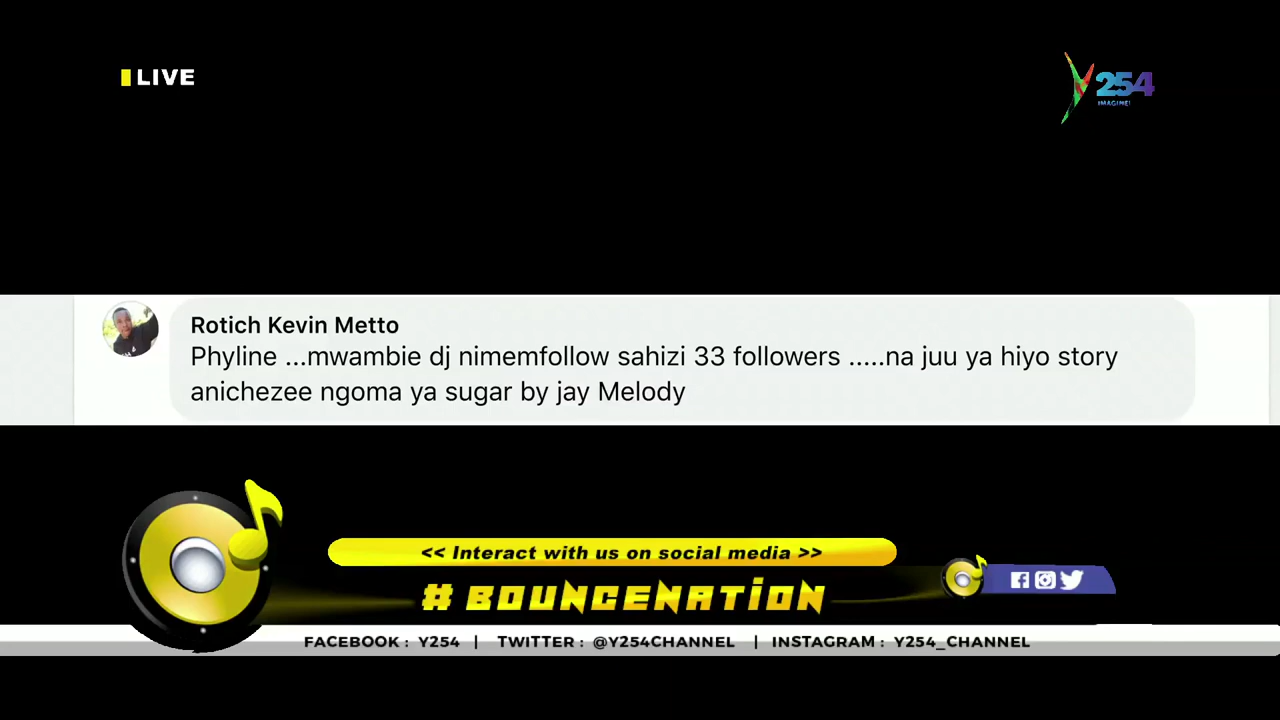 LIVE
Y254
IMAGINE!
Rotich Kevin Metto
Phyline ...mwambie dj nimemfollow sahizi 33 followers .....na juu ya hiyo story
anichezee ngoma ya sugar by jay Melody
<< Interact with us on social media >>
# BOUNCENATION
FACEBOOK : Y254 | TWITTER : @Y254CHANNEL | INSTAGRAM : Y254_CHANNEL